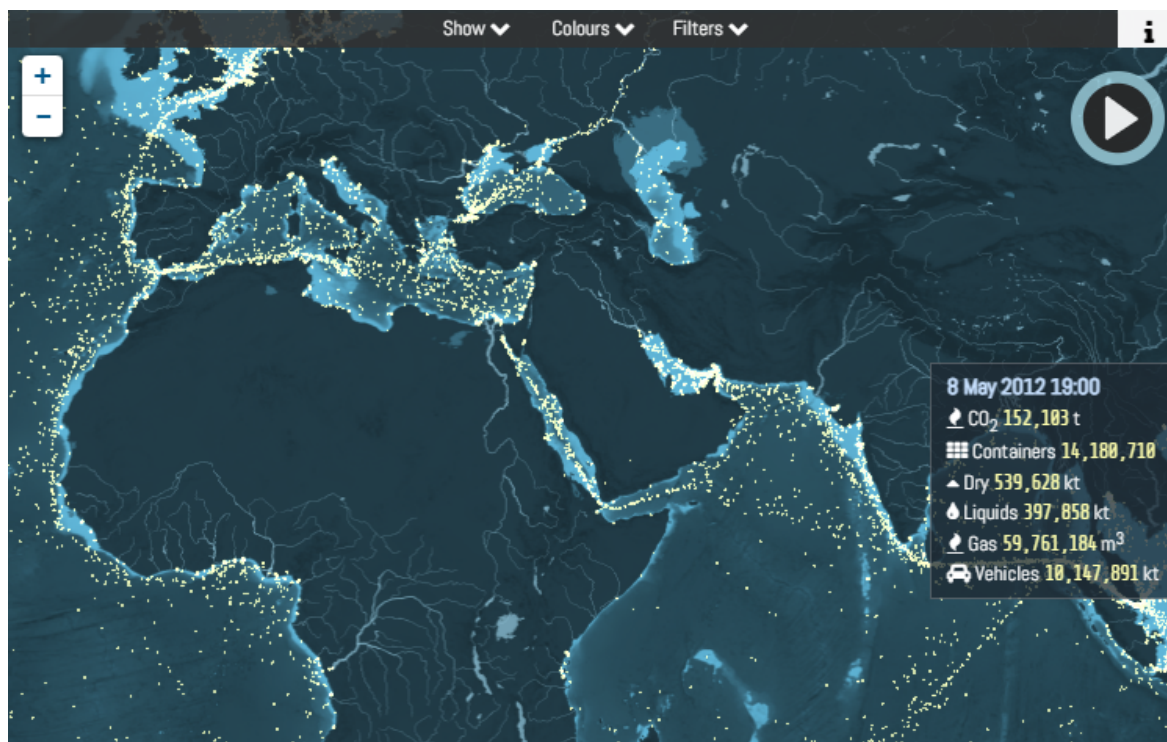 Show Colours Filters i
+
−
8 May 2012 19:00
CO₂ 152,103 t
Containers 14,180,710
Dry 539,628 kt
Liquids 397,858 kt
Gas 59,761,184 m³
Vehicles 10,147,891 kt